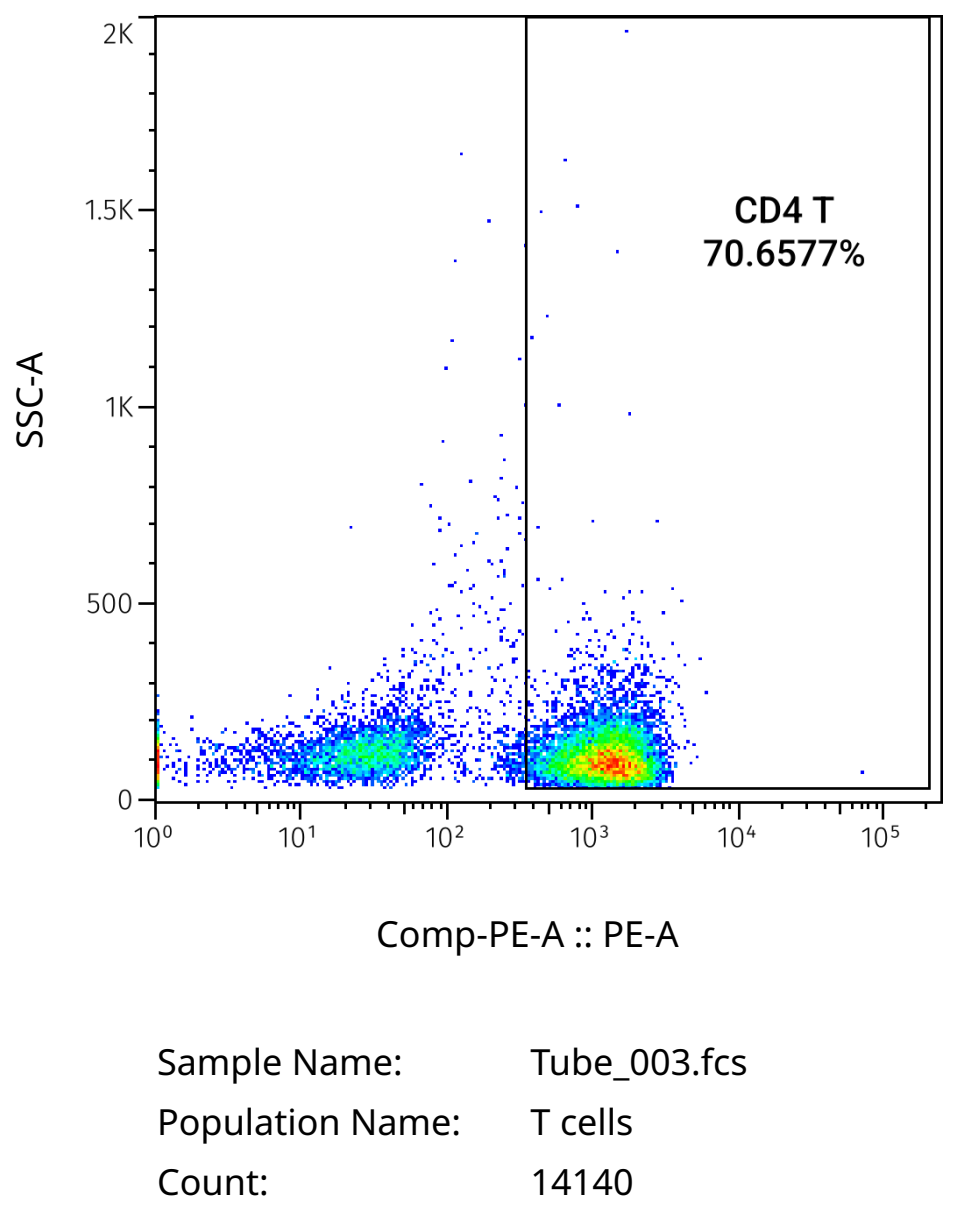 2K
1.5K
1K
500
0
SSC-A
CD4 T
70.6577%
10⁰ 10¹ 10² 10³ 10⁴ 10⁵
Comp-PE-A :: PE-A
Sample Name: Tube_003.fcs
Population Name: T cells
Count: 14140